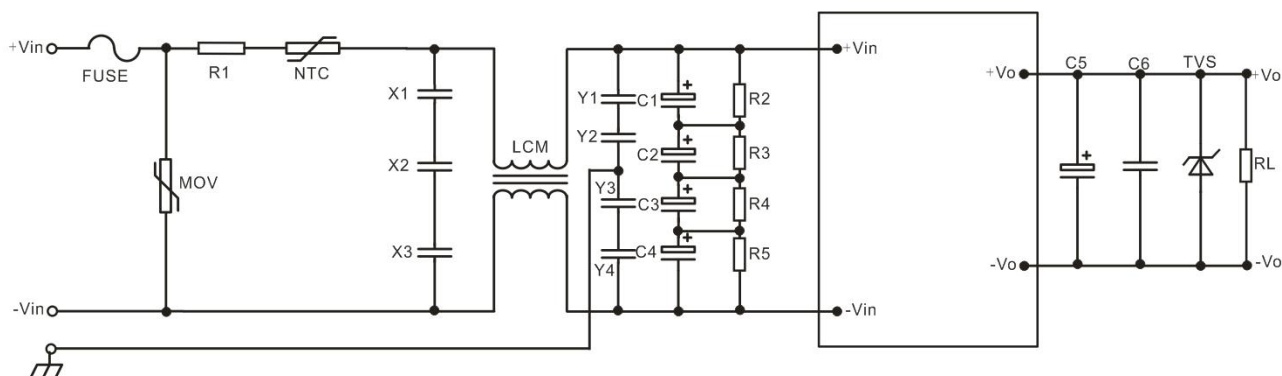 +Vin
FUSE
R1
NTC
MOV
X1
X2
X3
-Vin
LCM
Y1
Y2
Y3
Y4
C1
+
C2
+
C3
+
C4
+
R2
R3
R4
R5
+Vin
-Vin
+Vo
-Vo
C5
+
C6
TVS
RL
+Vo
-Vo